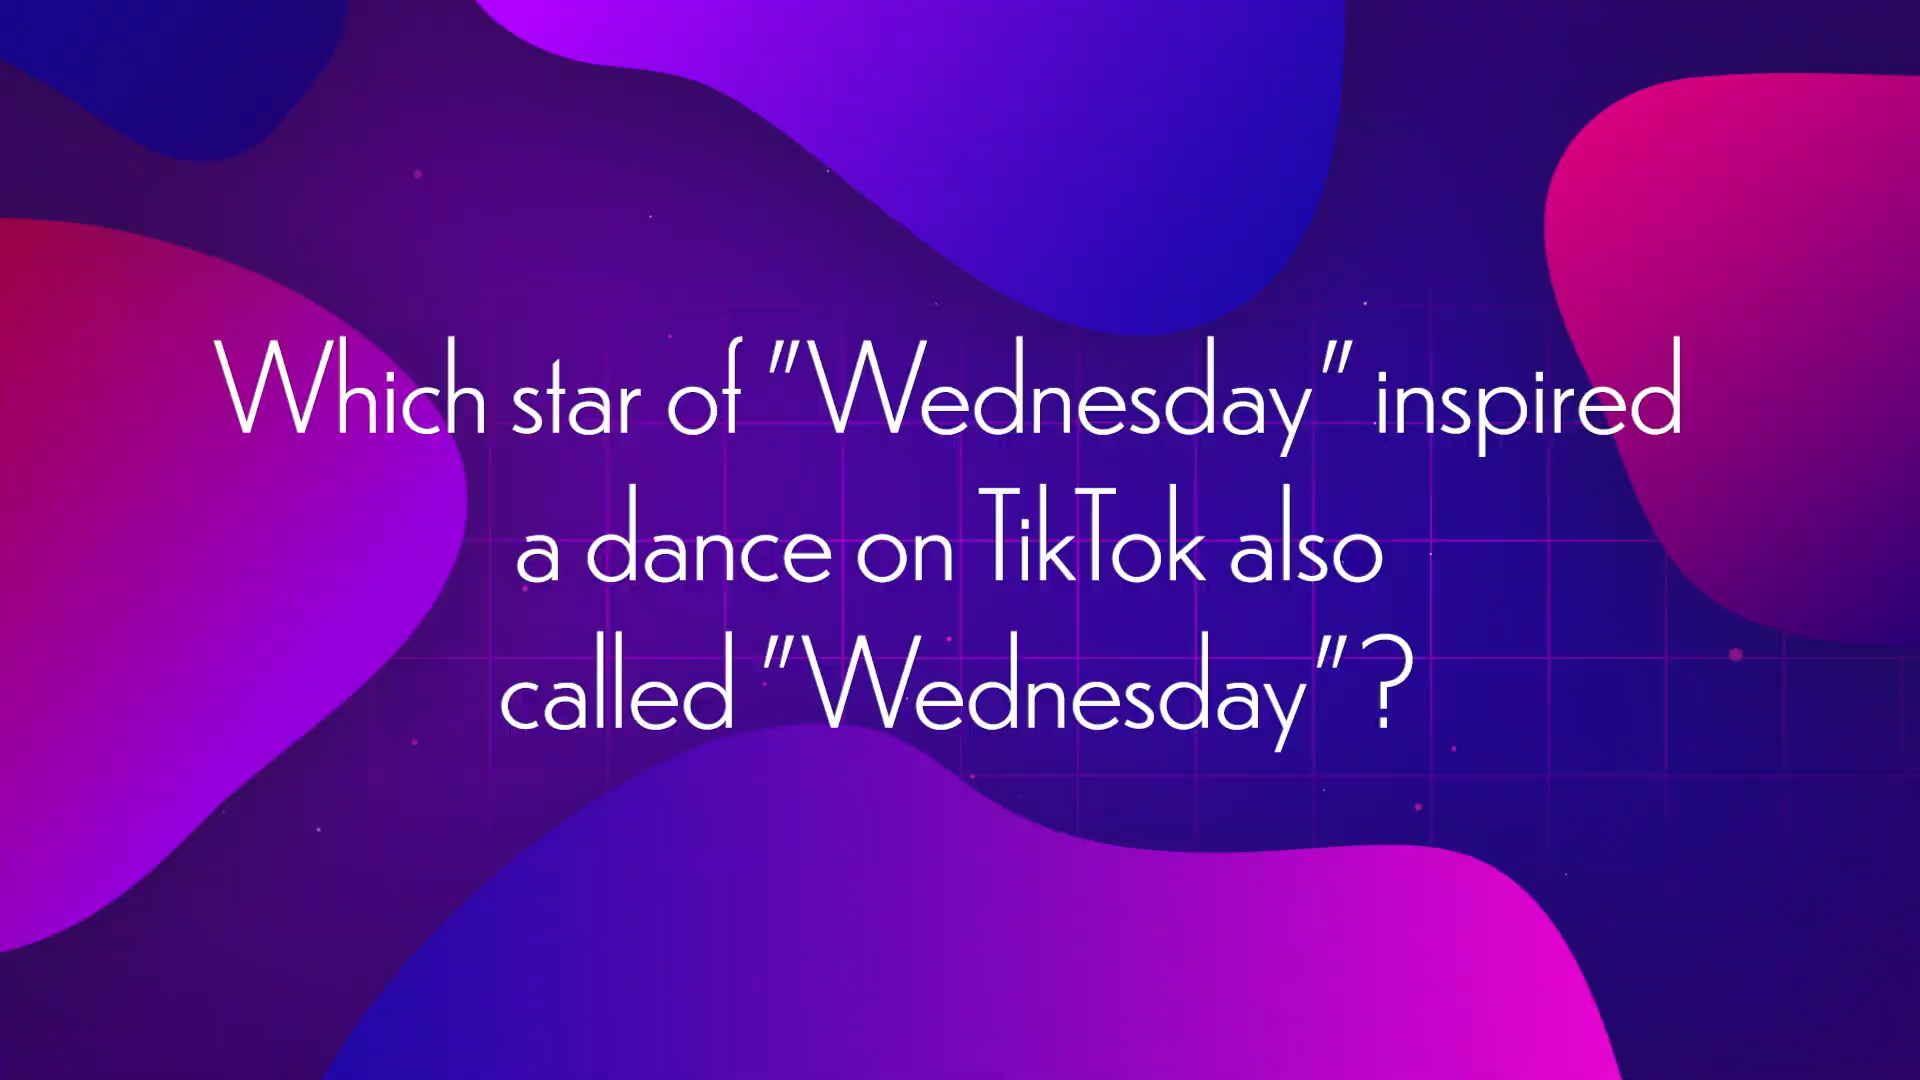 Which star of "Wednesday" inspired
a dance on TikTok also
called "Wednesday"?